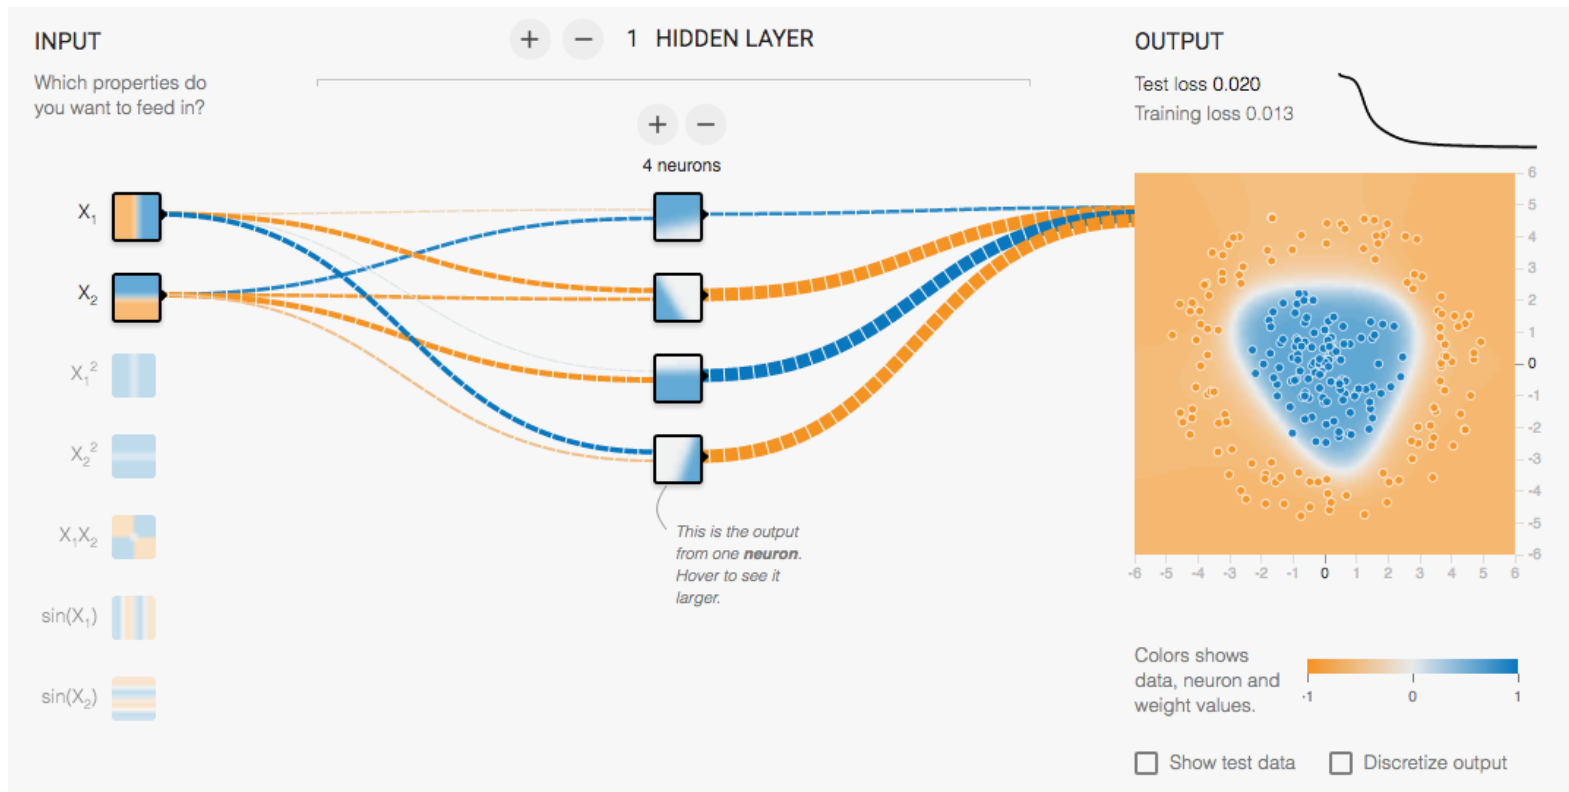 INPUT
Which properties do
you want to feed in?
+ − 1 HIDDEN LAYER
+ −
4 neurons
X₁
X₂
X₁²
X₂²
X₁X₂
sin(X₁)
sin(X₂)
This is the output
from one neuron.
Hover to see it
larger.
OUTPUT
Test loss 0.020
Training loss 0.013
6
5
4
3
2
1
0
-1
-2
-3
-4
-5
-6
-6 -5 -4 -3 -2 -1 0 1 2 3 4 5 6
Colors shows
data, neuron and
weight values.
-1 0 1
Show test data
Discretize output